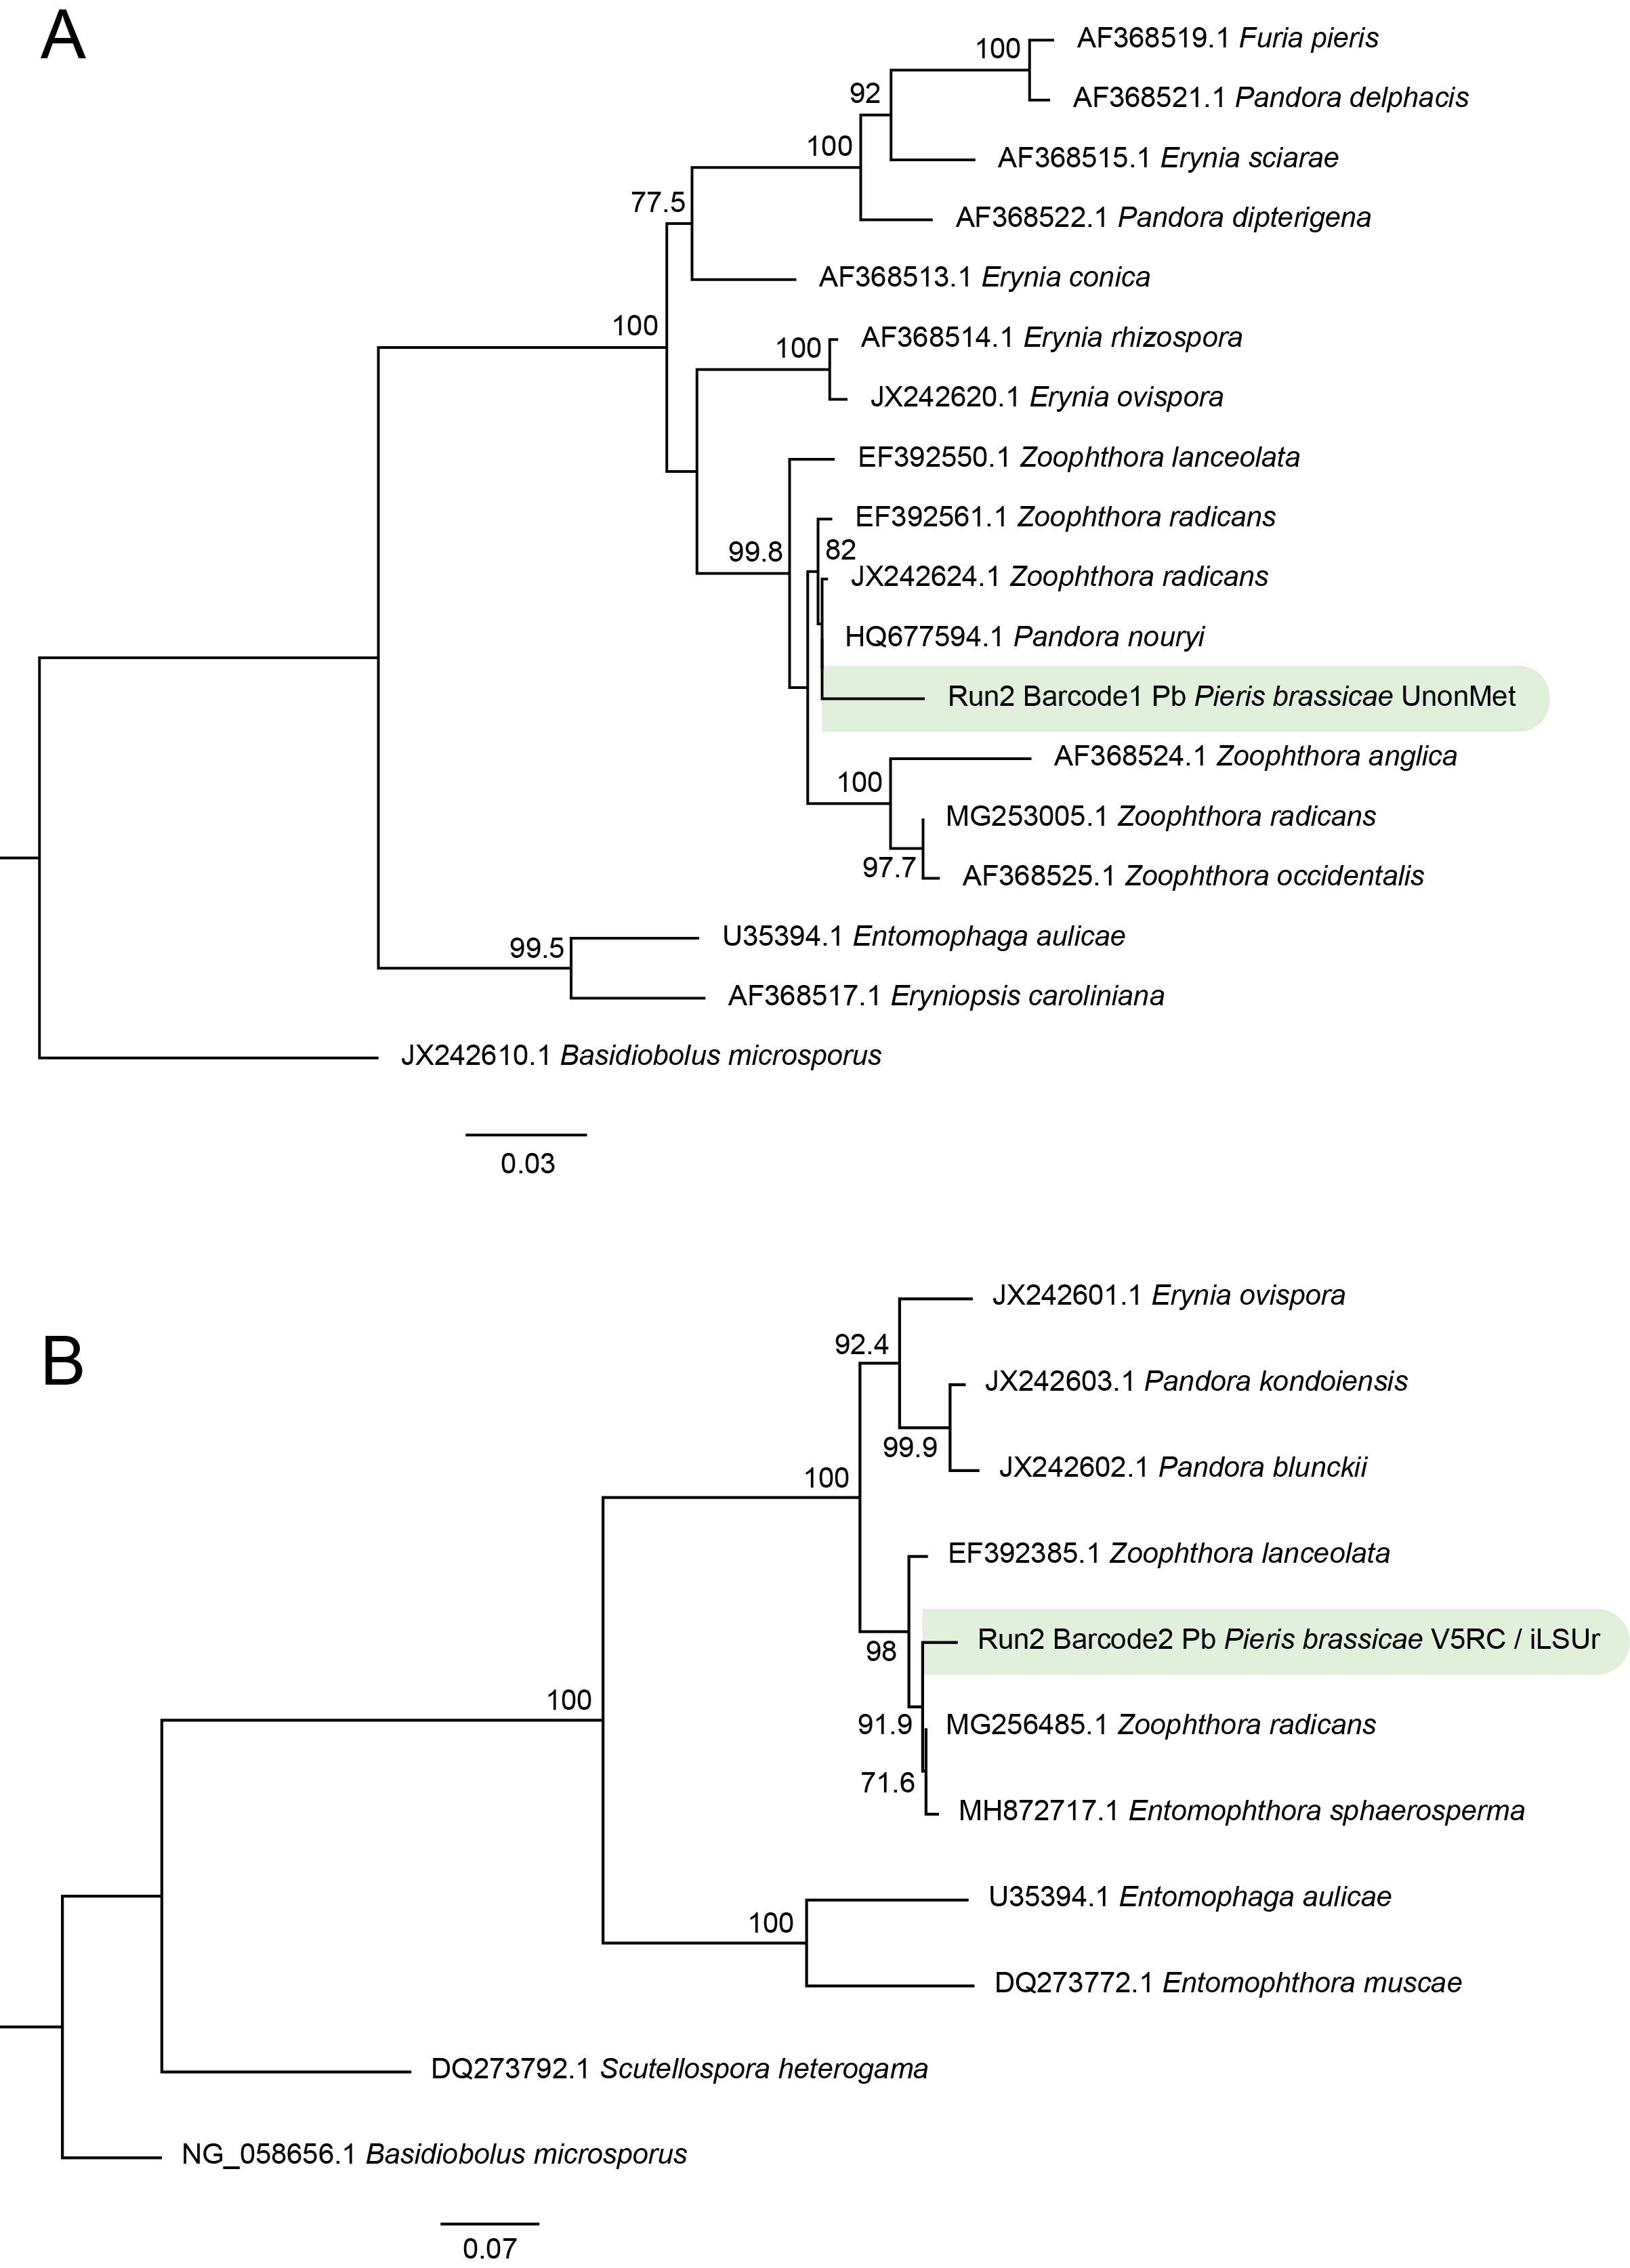 A
AF368519.1 Furia pieris
100
AF368521.1 Pandora delphacis
92
AF368515.1 Erynia sciarae
100
AF368522.1 Pandora dipterigena
77.5
AF368513.1 Erynia conica
100
AF368514.1 Erynia rhizospora
100
JX242620.1 Erynia ovispora
EF392550.1 Zoophthora lanceolata
EF392561.1 Zoophthora radicans
99.8
82
JX242624.1 Zoophthora radicans
HQ677594.1 Pandora nouryi
Run2 Barcode1 Pb Pieris brassicae UnonMet
AF368524.1 Zoophthora anglica
100
MG253005.1 Zoophthora radicans
97.7
AF368525.1 Zoophthora occidentalis
U35394.1 Entomophaga aulicae
99.5
AF368517.1 Eryniopsis caroliniana
JX242610.1 Basidiobolus microsporus
0.03
B
JX242601.1 Erynia ovispora
92.4
JX242603.1 Pandora kondoiensis
99.9
JX242602.1 Pandora blunckii
100
EF392385.1 Zoophthora lanceolata
Run2 Barcode2 Pb Pieris brassicae V5RC / iLSUr
98
100
91.9
MG256485.1 Zoophthora radicans
71.6
MH872717.1 Entomophthora sphaerosperma
U35394.1 Entomophaga aulicae
100
DQ273772.1 Entomophthora muscae
DQ273792.1 Scutellospora heterogama
NG_058656.1 Basidiobolus microsporus
0.07